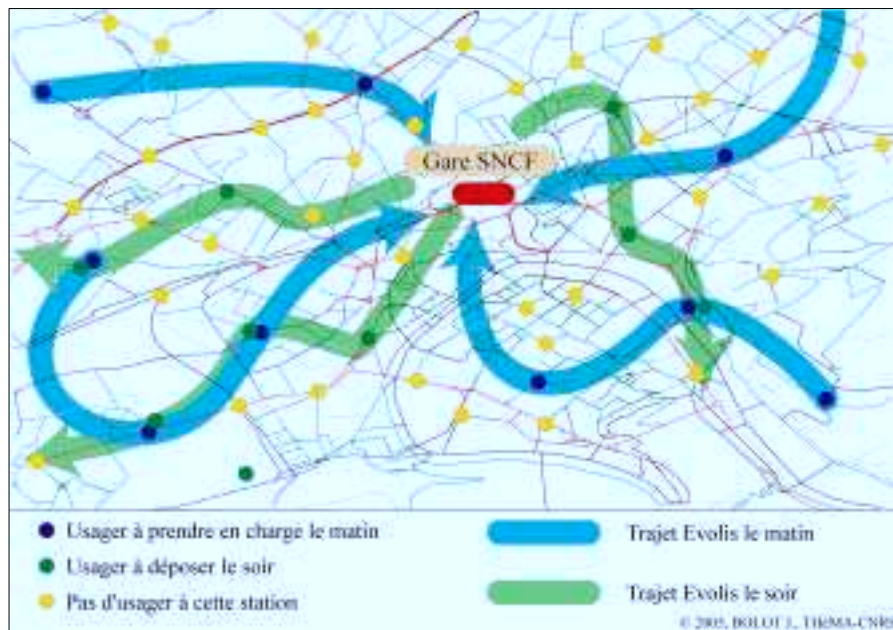 Gare SNCF
Usager à prendre en charge le matin
Usager à déposer le soir
Pas d'usager à cette station
Trajet Evolis le matin
Trajet Evolis le soir
© 2005, BOLOT J., ThéMA-CNRS